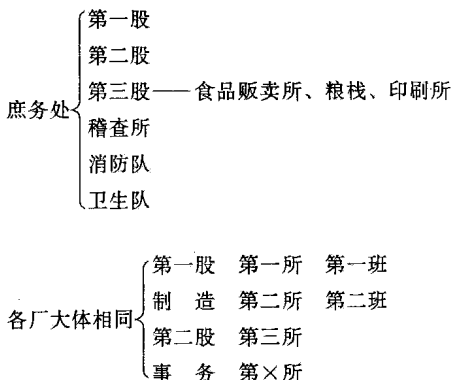 庶务处
第一股
第二股
第三股——食品贩卖所、粮栈、印刷所
稽查所
消防队
卫生队
各厂大体相同
第一股 第一所 第一班
制 造 第二所 第二班
第二股 第三所
事 务 第×所